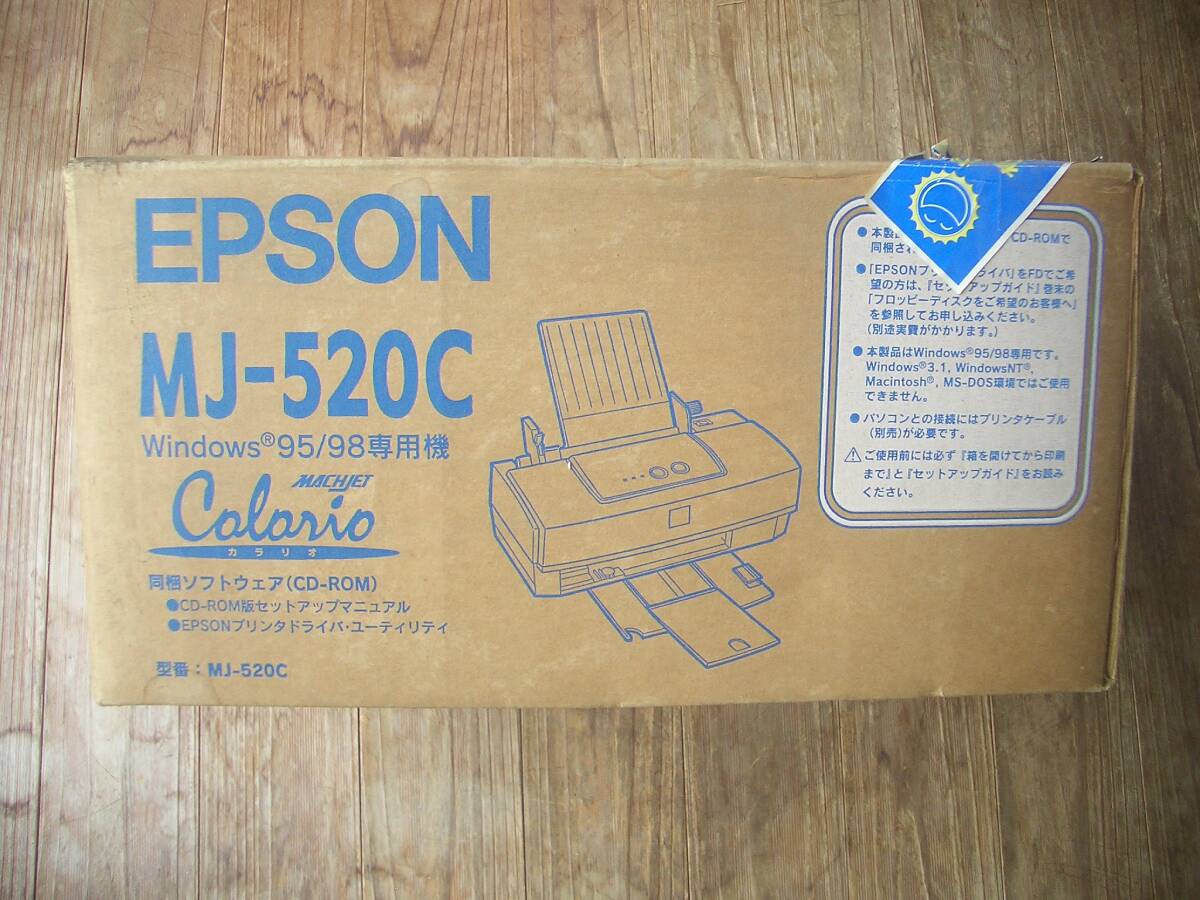 EPSON
MJ-520C
Windows®95/98専用機
MACHJET
Colorio
カラリオ
同梱ソフトウェア(CD-ROM)
●CD-ROM版セットアップマニュアル
●EPSONプリンタドライバ・ユーティリティ
型番：MJ-520C
● 本製 CD-ROMで
同梱さ
●「EPSONプ ライバ」をFDでご希
望の方は、『セッ アップガイド』巻末の
「フロッピーディスクをご希望のお客様へ」
を参照してお申し込みください。
(別途実費がかかります。)
● 本製品はWindows®95/98専用です。
Windows®3.1, WindowsNT®,
Macintosh®, MS-DOS環境ではご使用
できません。
● パソコンとの接続にはプリンタケーブル
(別売)が必要です。
⚠ ご使用前には必ず『箱を開けてから印刷
まで』と『セットアップガイド』をお読み
ください。